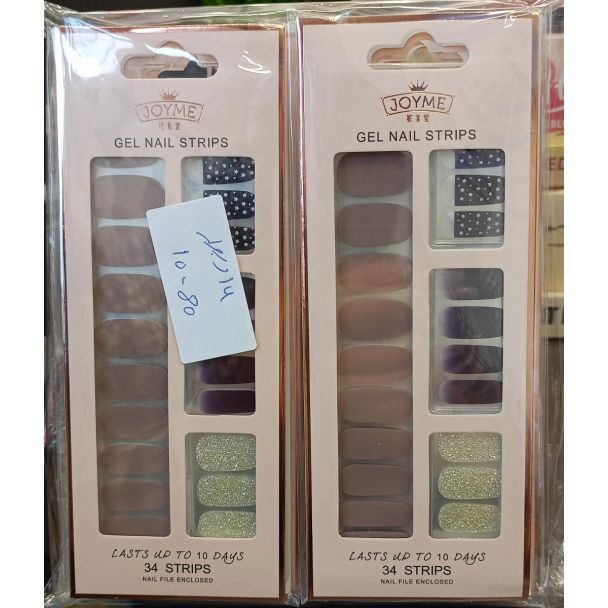 JOYME
GEL NAIL STRIPS
10-80
LASTS UP TO 10 DAYS
34 STRIPS
NAIL FILE ENCLOSED
JOYME
GEL NAIL STRIPS
LASTS UP TO 10 DAYS
34 STRIPS
NAIL FILE ENCLOSED